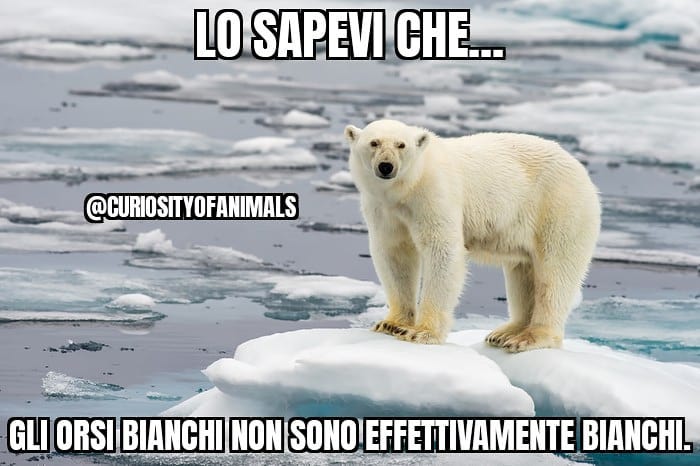 LO SAPEVI CHE...
@CURIOSITYOFANIMALS
GLI ORSI BIANCHI NON SONO EFFETTIVAMENTE BIANCHI.